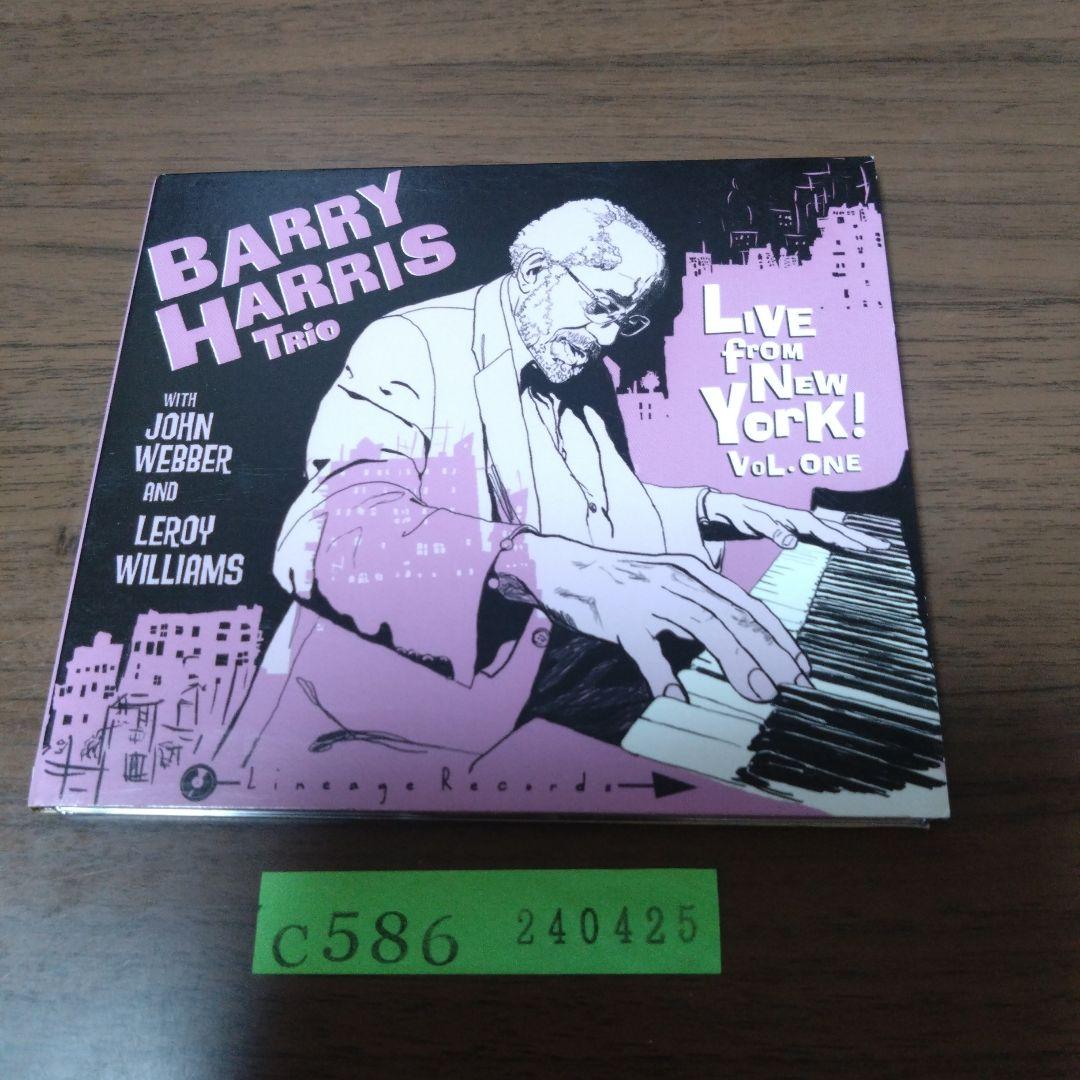 BARRY
HARRIS
TRiO
WITH
JOHN
WEBBER
AND
LEROY
WILLIAMS
LiVE
frOM
NEW
YorK!
VOL. ONE
Lineage Records
c586 240425